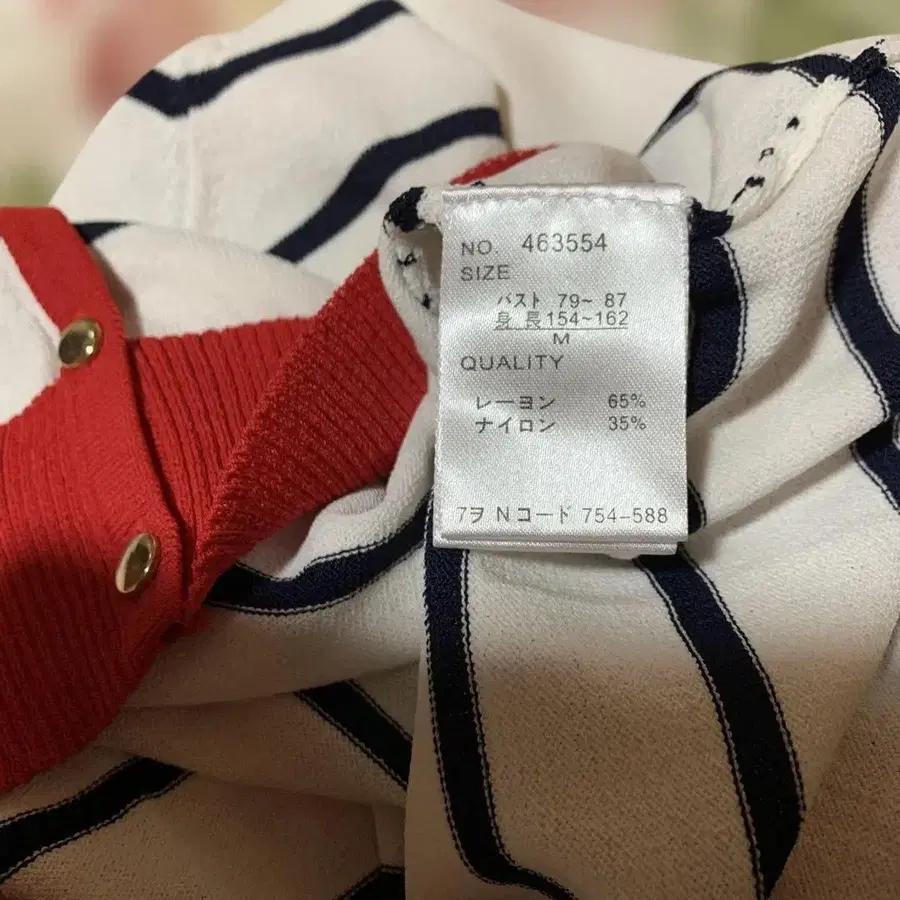 NO. 463554
SIZE
バスト 79~ 87
身 長 154~162
M
QUALITY
レーヨン 65%
ナイロン 35%
7ヲ Nコード 754-588